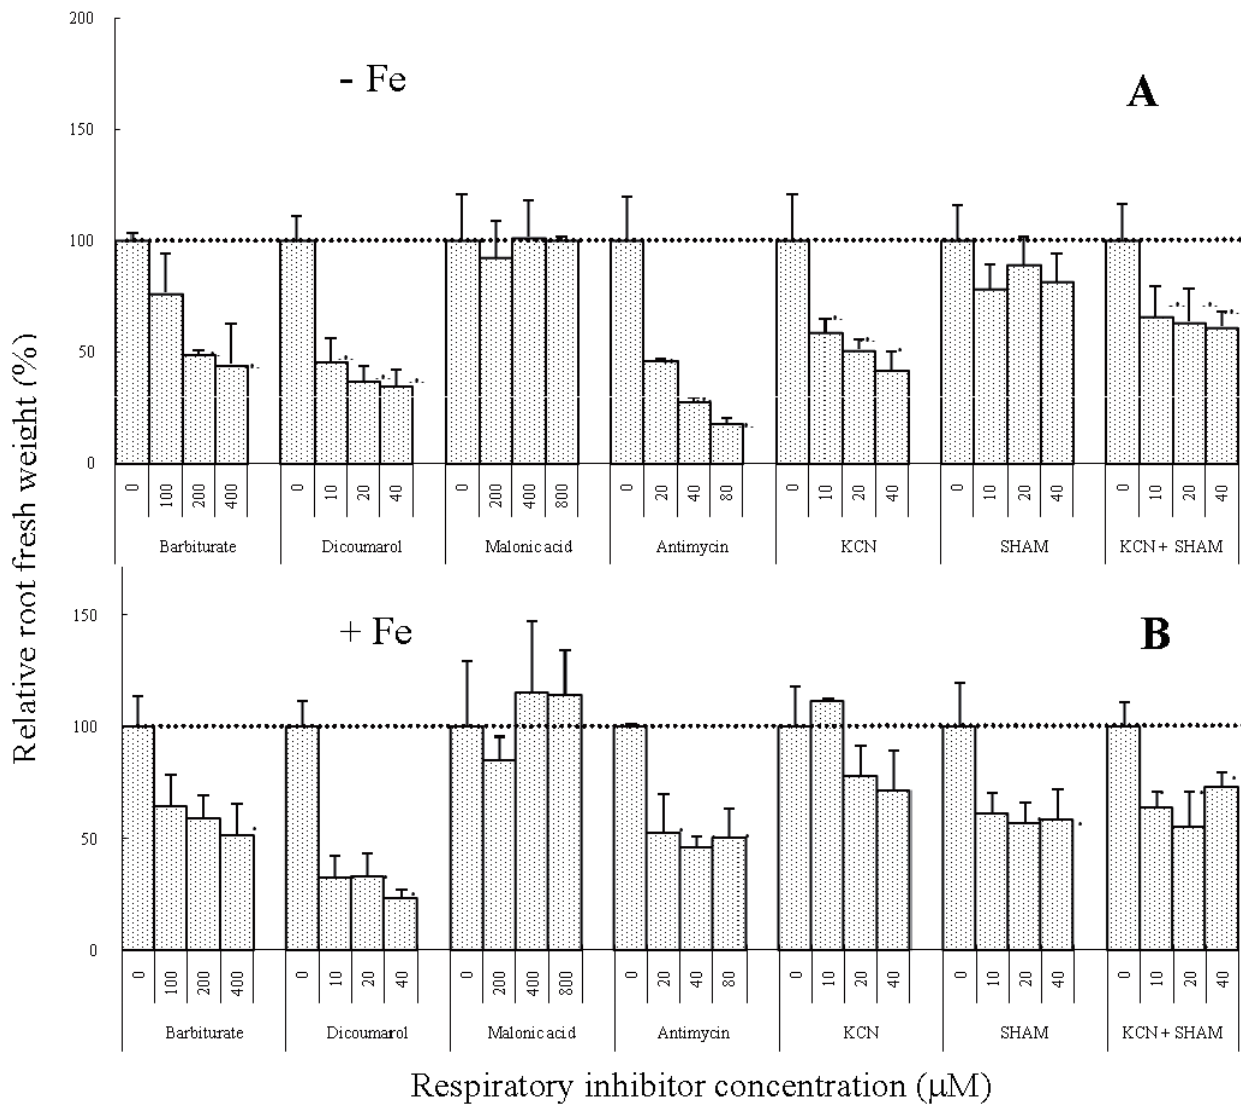 200
- Fe
A
150
100
50
0
0 100 200 400 0 10 20 40 0 200 400 800 0 20 40 80 0 10 20 40 0 10 20 40 0 10 20 40
Barbiturate Dicoumarol Malonic acid Antimycin KCN SHAM KCN + SHAM
Relative root fresh weight (%)
150
+ Fe
B
100
50
0
0 100 200 400 0 10 20 40 0 200 400 800 0 20 40 80 0 10 20 40 0 10 20 40 0 10 20 40
Barbiturate Dicoumarol Malonic acid Antimycin KCN SHAM KCN + SHAM
Respiratory inhibitor concentration (μM)